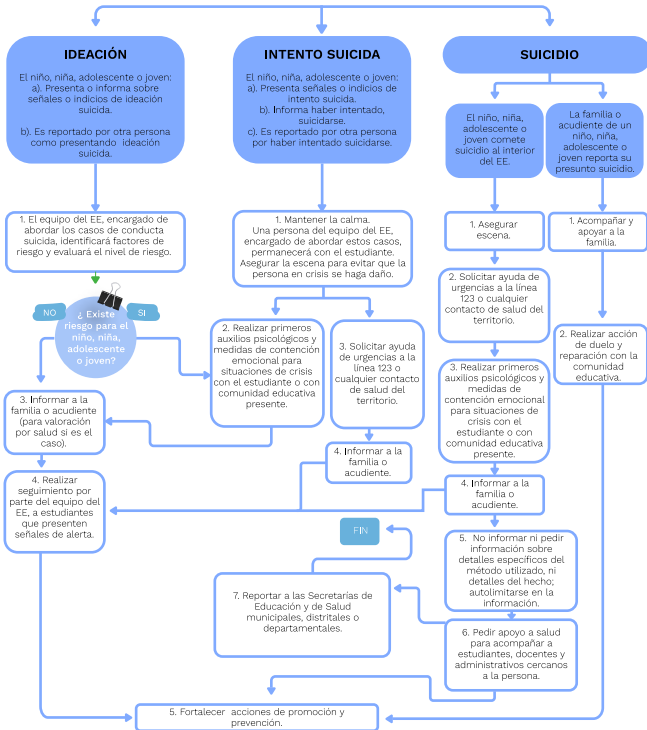 IDEACIÓN
El niño, niña, adolescente o joven:
a). Presenta o informa sobre
señales o indicios de ideación
suicida.
b). Es reportado por otra persona
como presentando ideación
suicida.
1. El equipo del EE, encargado de
abordar los casos de conducta
suicida, identificará factores de
riesgo y evaluará el nivel de riesgo.
NO
SI
¿ Existe
riesgo para el
niño, niña,
adolescente
o joven?
3. Informar a la
familia o acudiente
(para valoración
por salud si es el
caso).
4. Realizar
seguimiento por
parte del equipo del
EE, a estudiantes
que presenten
señales de alerta.
INTENTO SUICIDA
El niño, niña, adolescente o joven:
a). Presenta señales o indicios de
intento suicida.
b). Informa haber intentado,
suicidarse.
c). Es reportado por otra persona
por haber intentado suicidarse.
1. Mantener la calma.
Una persona del equipo del EE,
encargado de abordar estos casos,
permanecerá con el estudiante.
Asegurar la escena para evitar que la
persona en crisis se haga daño.
2. Realizar primeros
auxilios psicológicos y
medidas de contención
emocional para
situaciones de crisis
con el estudiante o con
comunidad educativa
presente.
3. Solicitar ayuda
de urgencias a la
línea 123 o
cualquier contacto
de salud del
territorio.
4. Informar a la
familia o
acudiente.
SUICIDIO
El niño, niña,
adolescente o
joven comete
suicidio al interior
del EE.
La familia o
acudiente de un
niño, niña,
adolescente o
joven reporta su
presunto suicidio.
1. Asegurar
escena.
1. Acompañar y
apoyar a la
familia.
2. Solicitar ayuda de
urgencias a la línea
123 o cualquier
contacto de salud del
territorio.
2. Realizar acción
de duelo y
reparación con la
comunidad
educativa.
3. Realizar primeros
auxilios psicológicos y
medidas de contención
emocional para
situaciones de crisis con
el estudiante o con
comunidad educativa
presente.
4. Informar a la
familia o
acudiente.
5. No informar ni pedir
información sobre
detalles específicos del
método utilizado, ni
detalles del hecho;
autolimitarse en la
información.
6. Pedir apoyo a salud
para acompañar a
estudiantes, docentes y
administrativos cercanos
a la persona.
FIN
7. Reportar a las Secretarías de
Educación y de Salud
municipales, distritales o
departamentales.
5. Fortalecer acciones de promoción y
prevención.